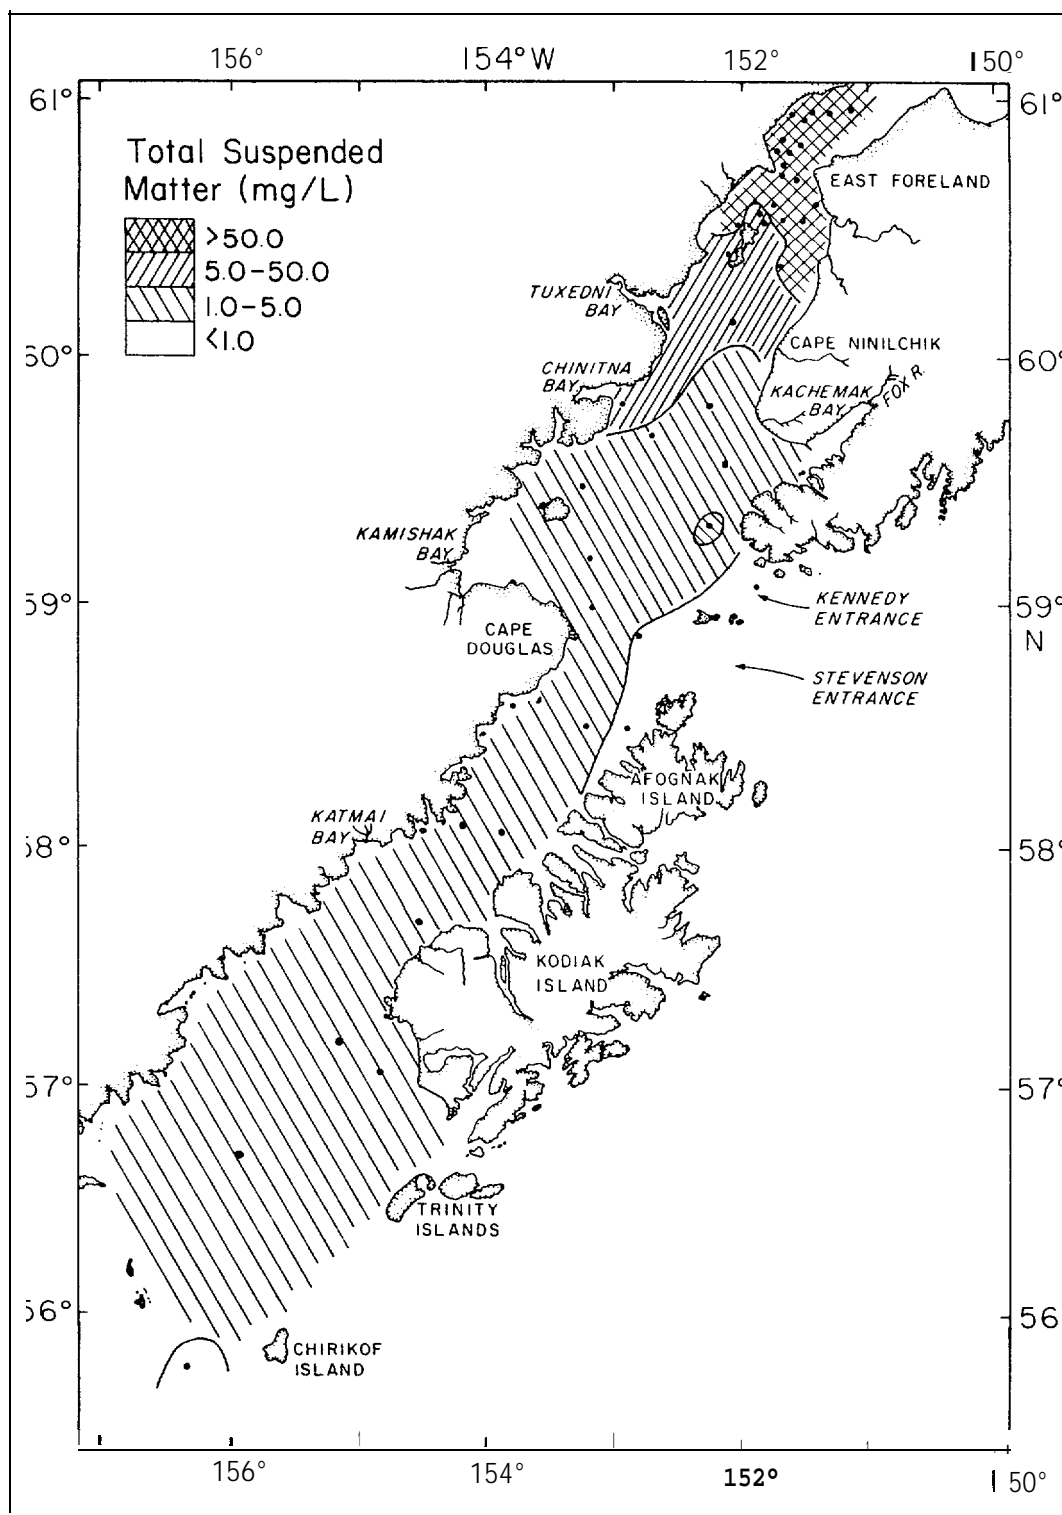 156°
154°W
152°
150°
61°
61°
Total Suspended
Matter (mg/L)
>50.0
5.0-50.0
1.0-5.0
<1.0
EAST FORELAND
TUXEDNI
BAY
60°
60°
CAPE NINILCHIK
CHINITNA
BAY
KACHEMAK
BAY
FOX R.
KAMISHAK
BAY
59°
59°
N
KENNEDY
ENTRANCE
CAPE
DOUGLAS
STEVENSON
ENTRANCE
AFOGNAK
ISLAND
KATMAI
BAY
58°
58°
KODIAK
ISLAND
57°
57°
TRINITY
ISLANDS
56°
56
CHIRIKOF
ISLAND
156°
154°
152°
150°